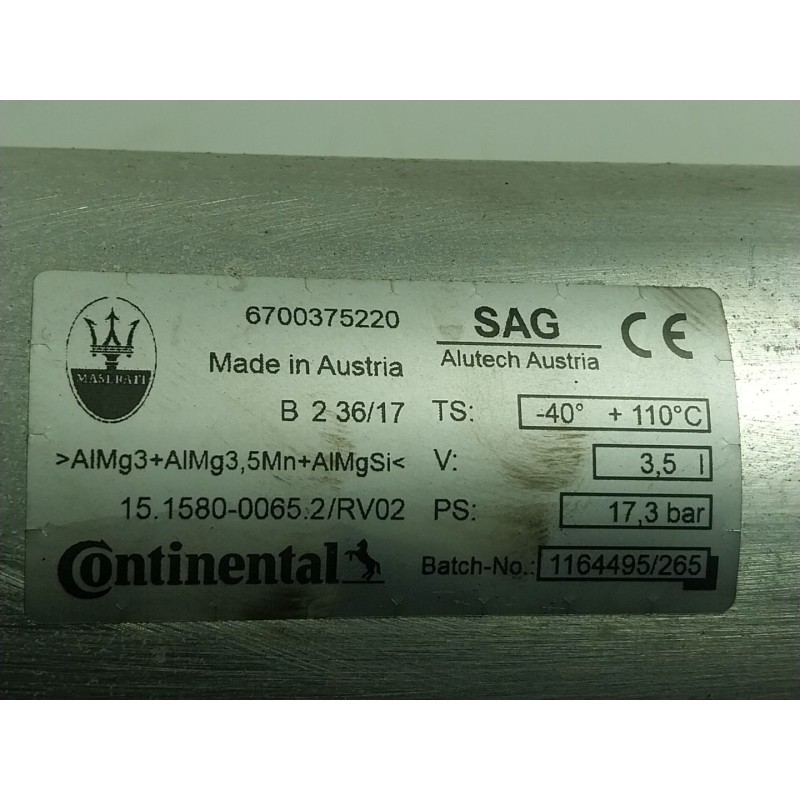 MASERATI
6700375220
Made in Austria
B 2 36/17
>AlMg3+AlMg3,5Mn+AlMgSi<
15.1580-0065.2/RV02
Continental
SAG
Alutech Austria
CE
TS: -40° + 110°C
V: 3,5 l
PS: 17,3 bar
Batch-No.: 1164495/265